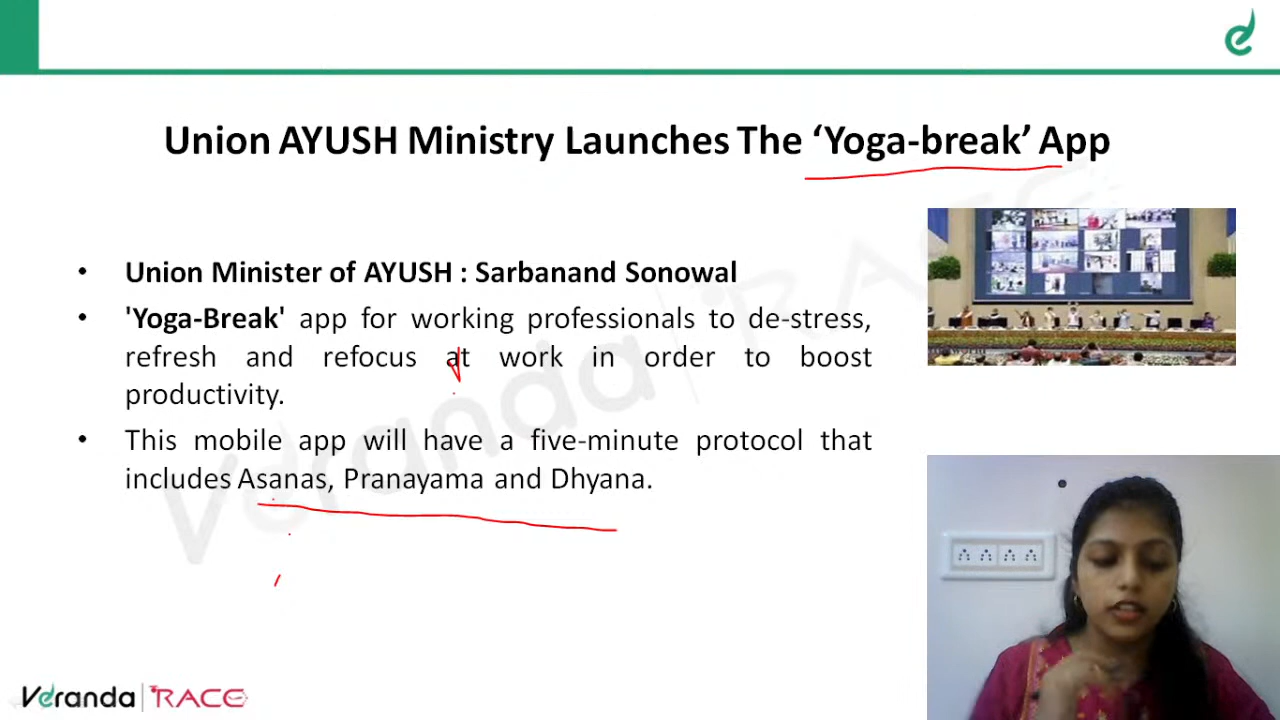 Union AYUSH Ministry Launches The ‘Yoga-break’ App
• Union Minister of AYUSH : Sarbanand Sonowal
• 'Yoga-Break' app for working professionals to de-stress,
refresh and refocus at work in order to boost
productivity.
• This mobile app will have a five-minute protocol that
includes Asanas, Pranayama and Dhyana.
Veranda RACE
Veranda RACE